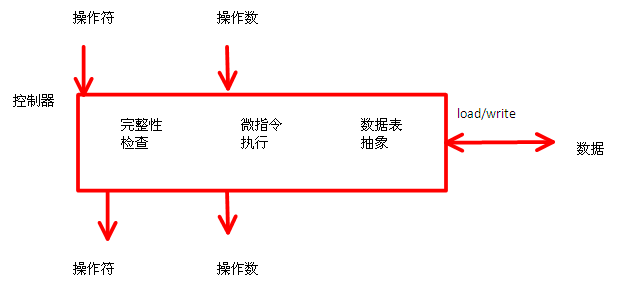 操作符
操作数
控制器
完整性
检查
微指令
执行
数据表
抽象
load/write
数据
操作符
操作数